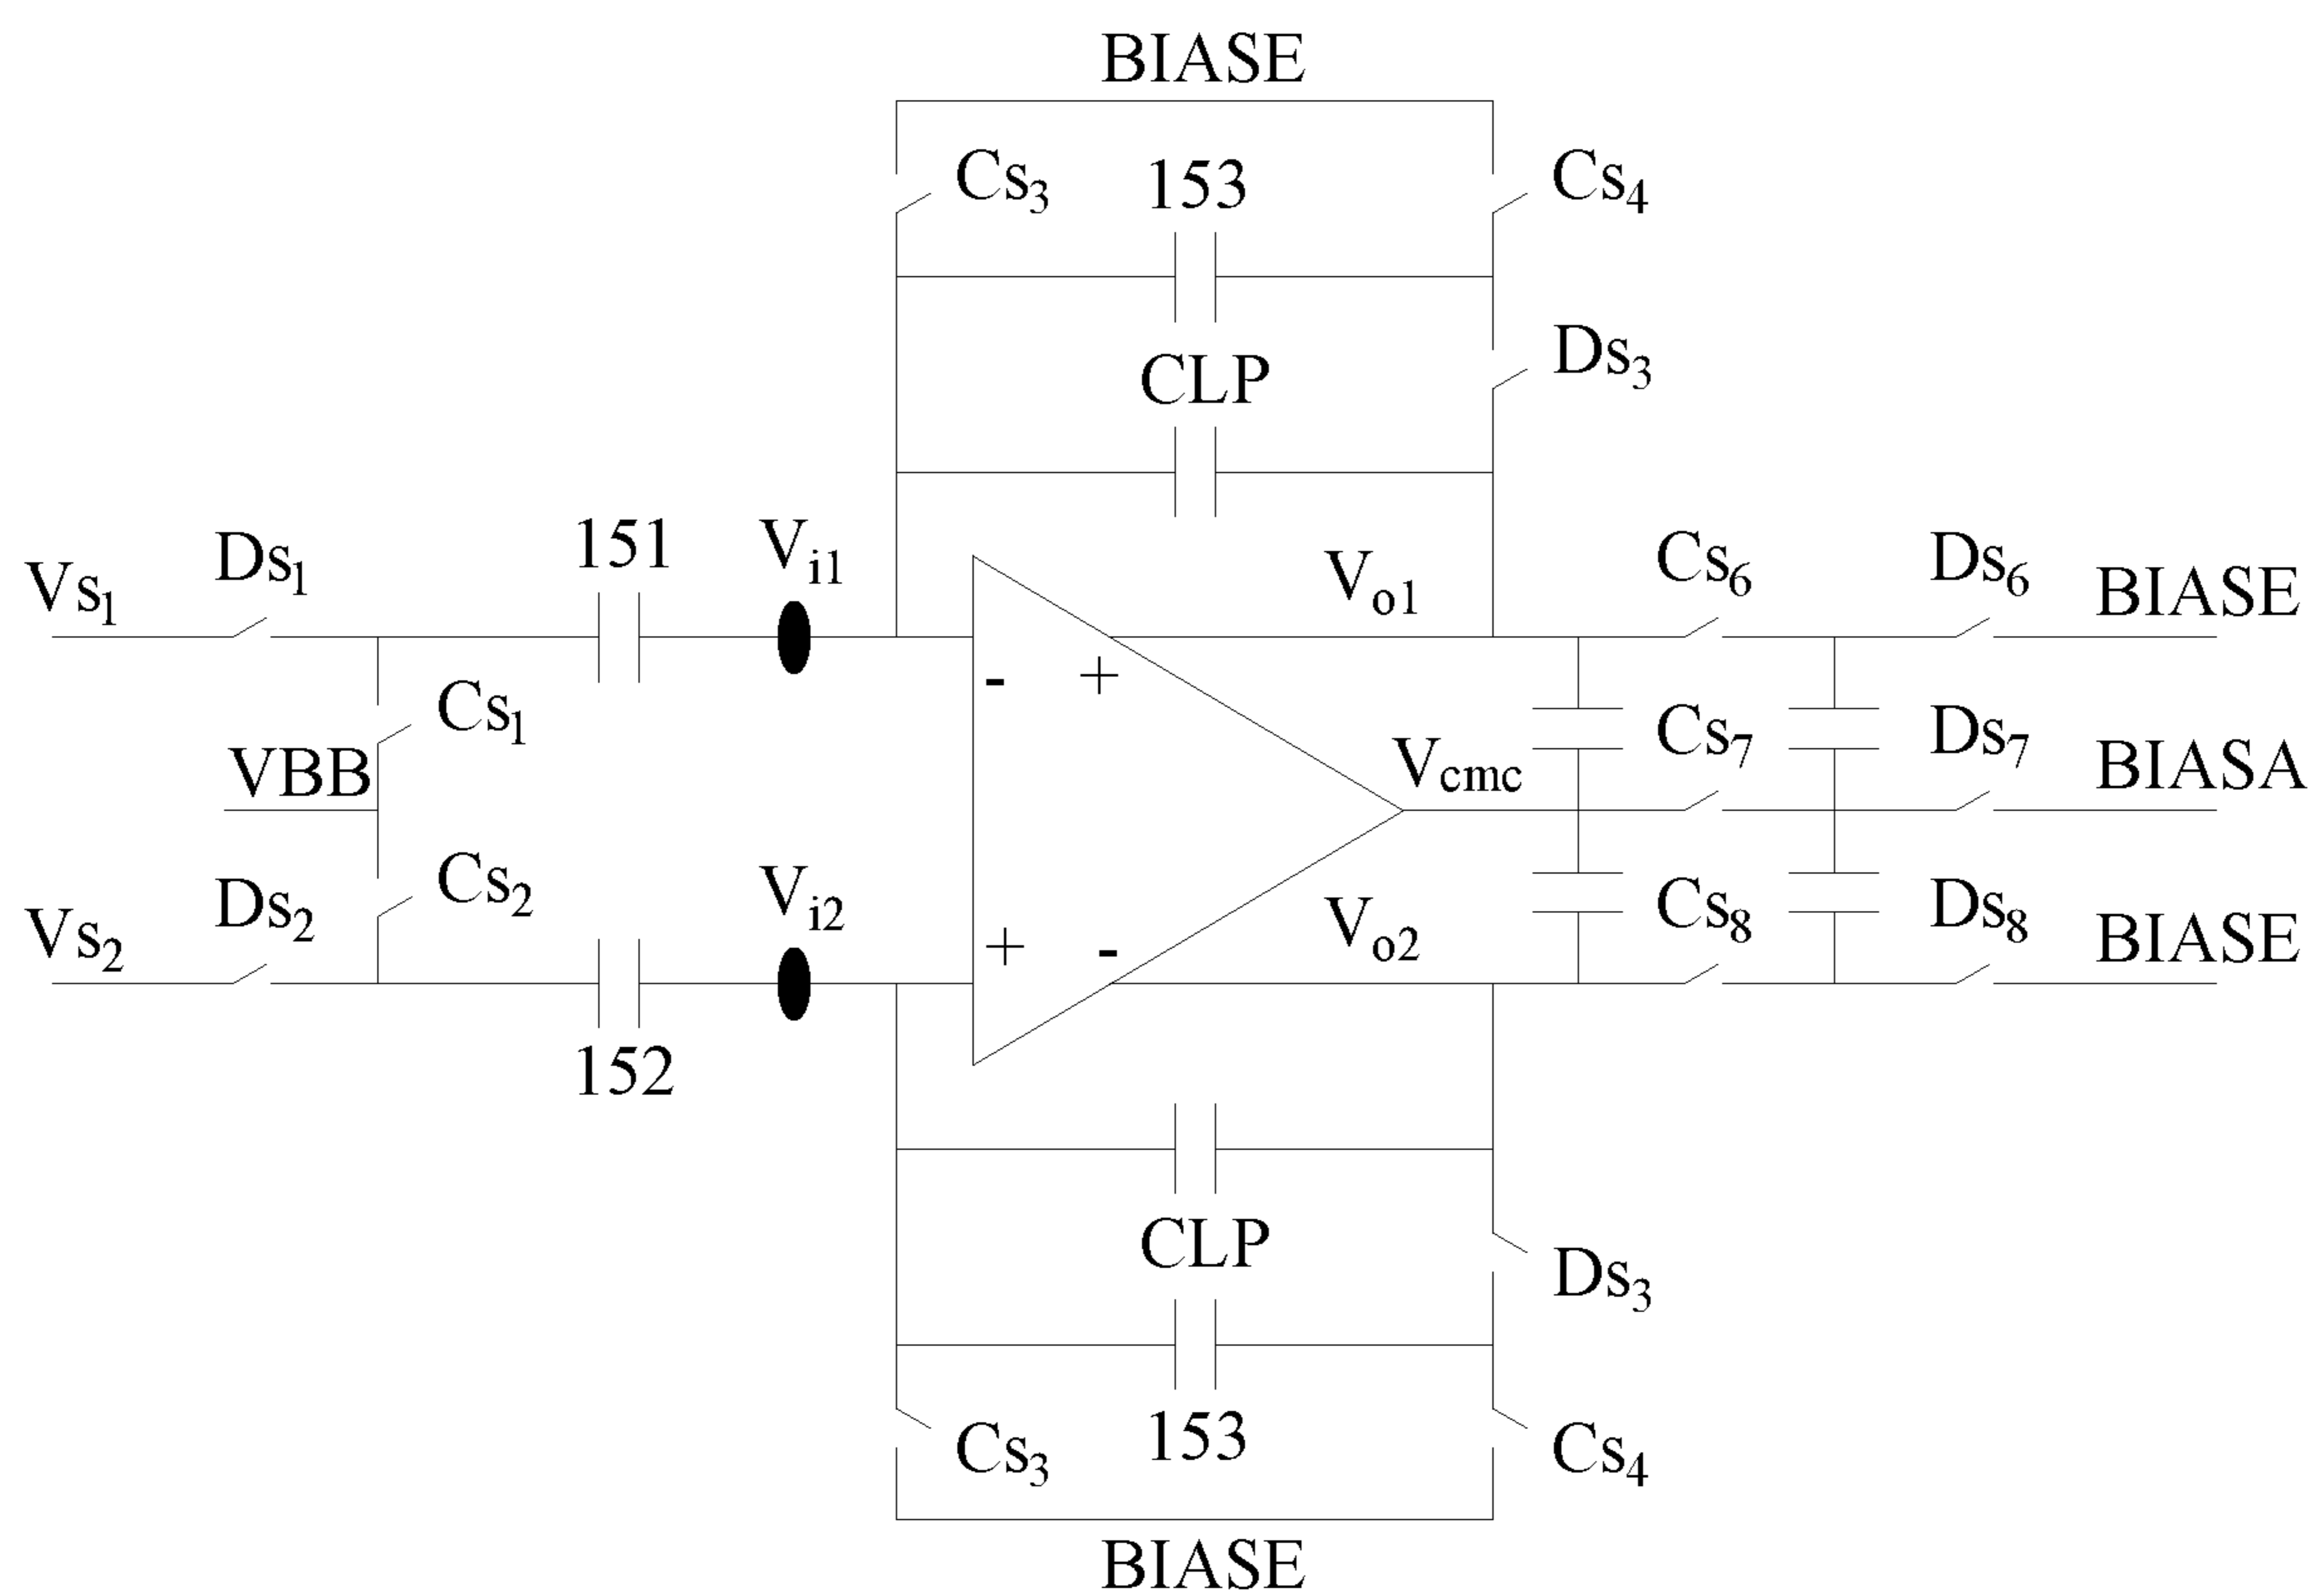 BIASE
Cs3 153 Cs4
CLP Ds3
Vs1 Ds1 151 Vi1 Vo1 Cs6 Ds6 BIASE
- +
Cs1
VBB Vcmc Cs7 Ds7 BIASA
Vs2 Ds2 Cs2 Vi2 Vo2 Cs8 Ds8 BIASE
+ -
152
CLP Ds3
Cs3 153 Cs4
BIASE